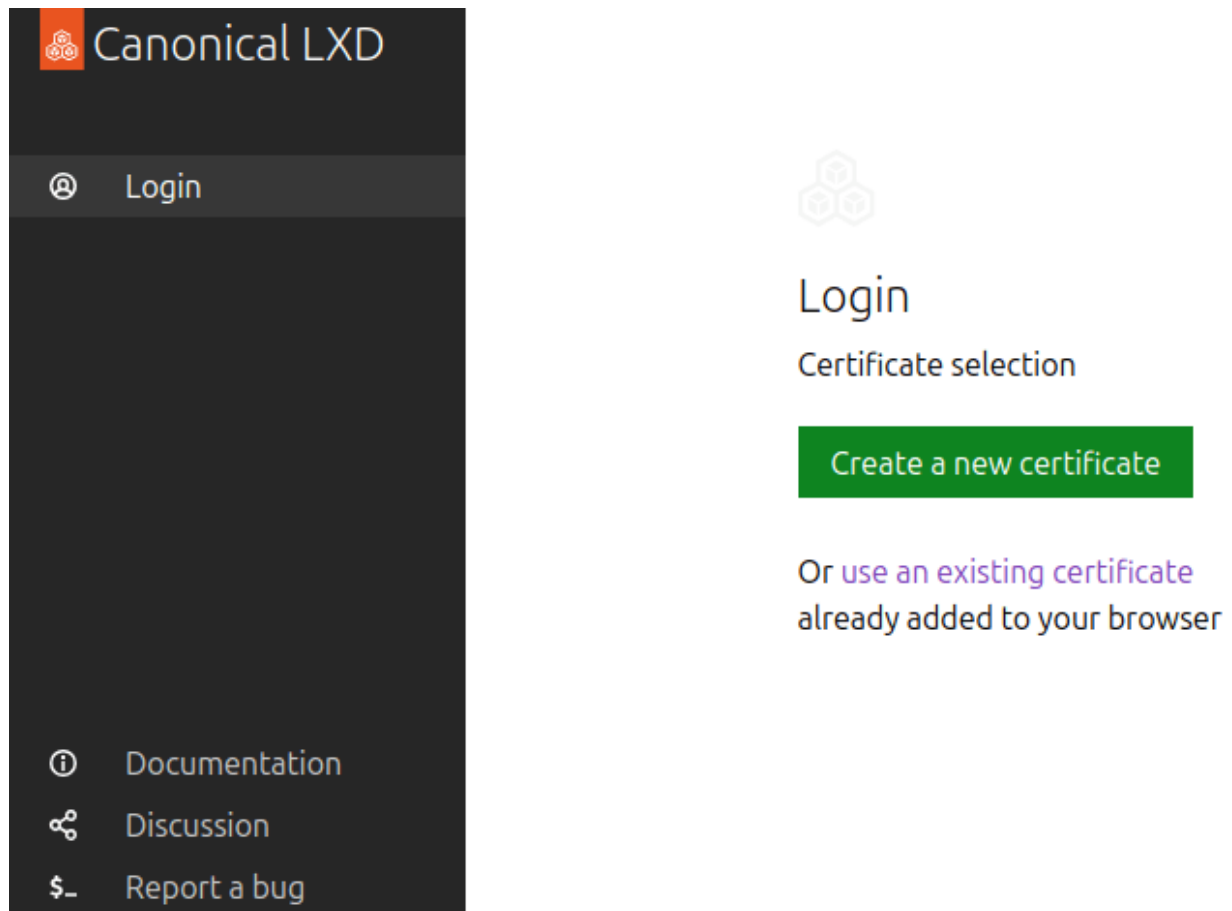 Canonical LXD
Login
Login
Certificate selection
Create a new certificate
Or use an existing certificate
already added to your browser
Documentation
Discussion
$_ Report a bug